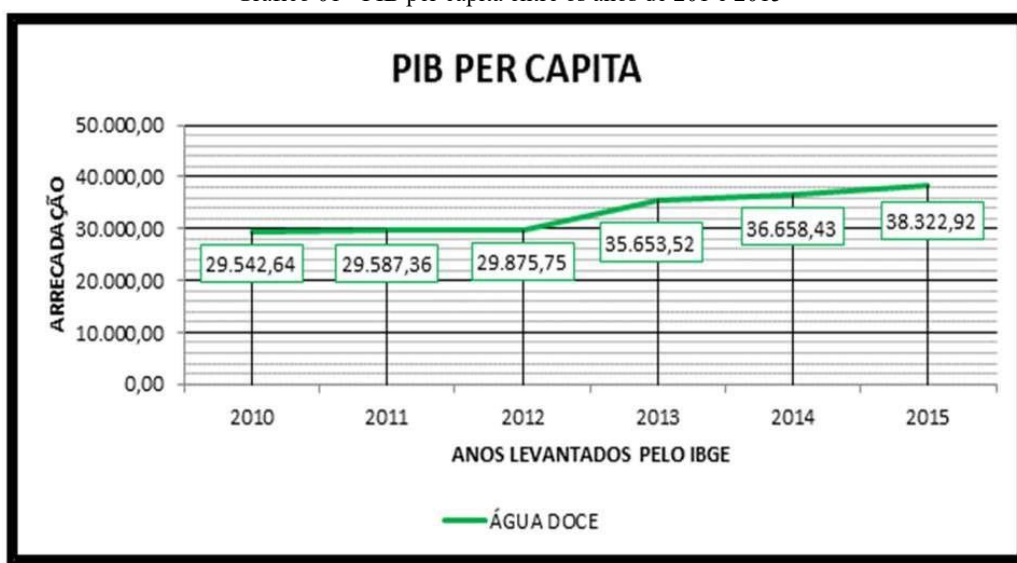 PIB PER CAPITA
50.000,00
40.000,00
30.000,00
20.000,00
10.000,00
0,00
ARRECADAÇÃO
29.542,64
29.587,36
29.875,75
35.653,52
36.658,43
38.322,92
2010 2011 2012 2013 2014 2015
ANOS LEVANTADOS PELO IBGE
ÁGUA DOCE